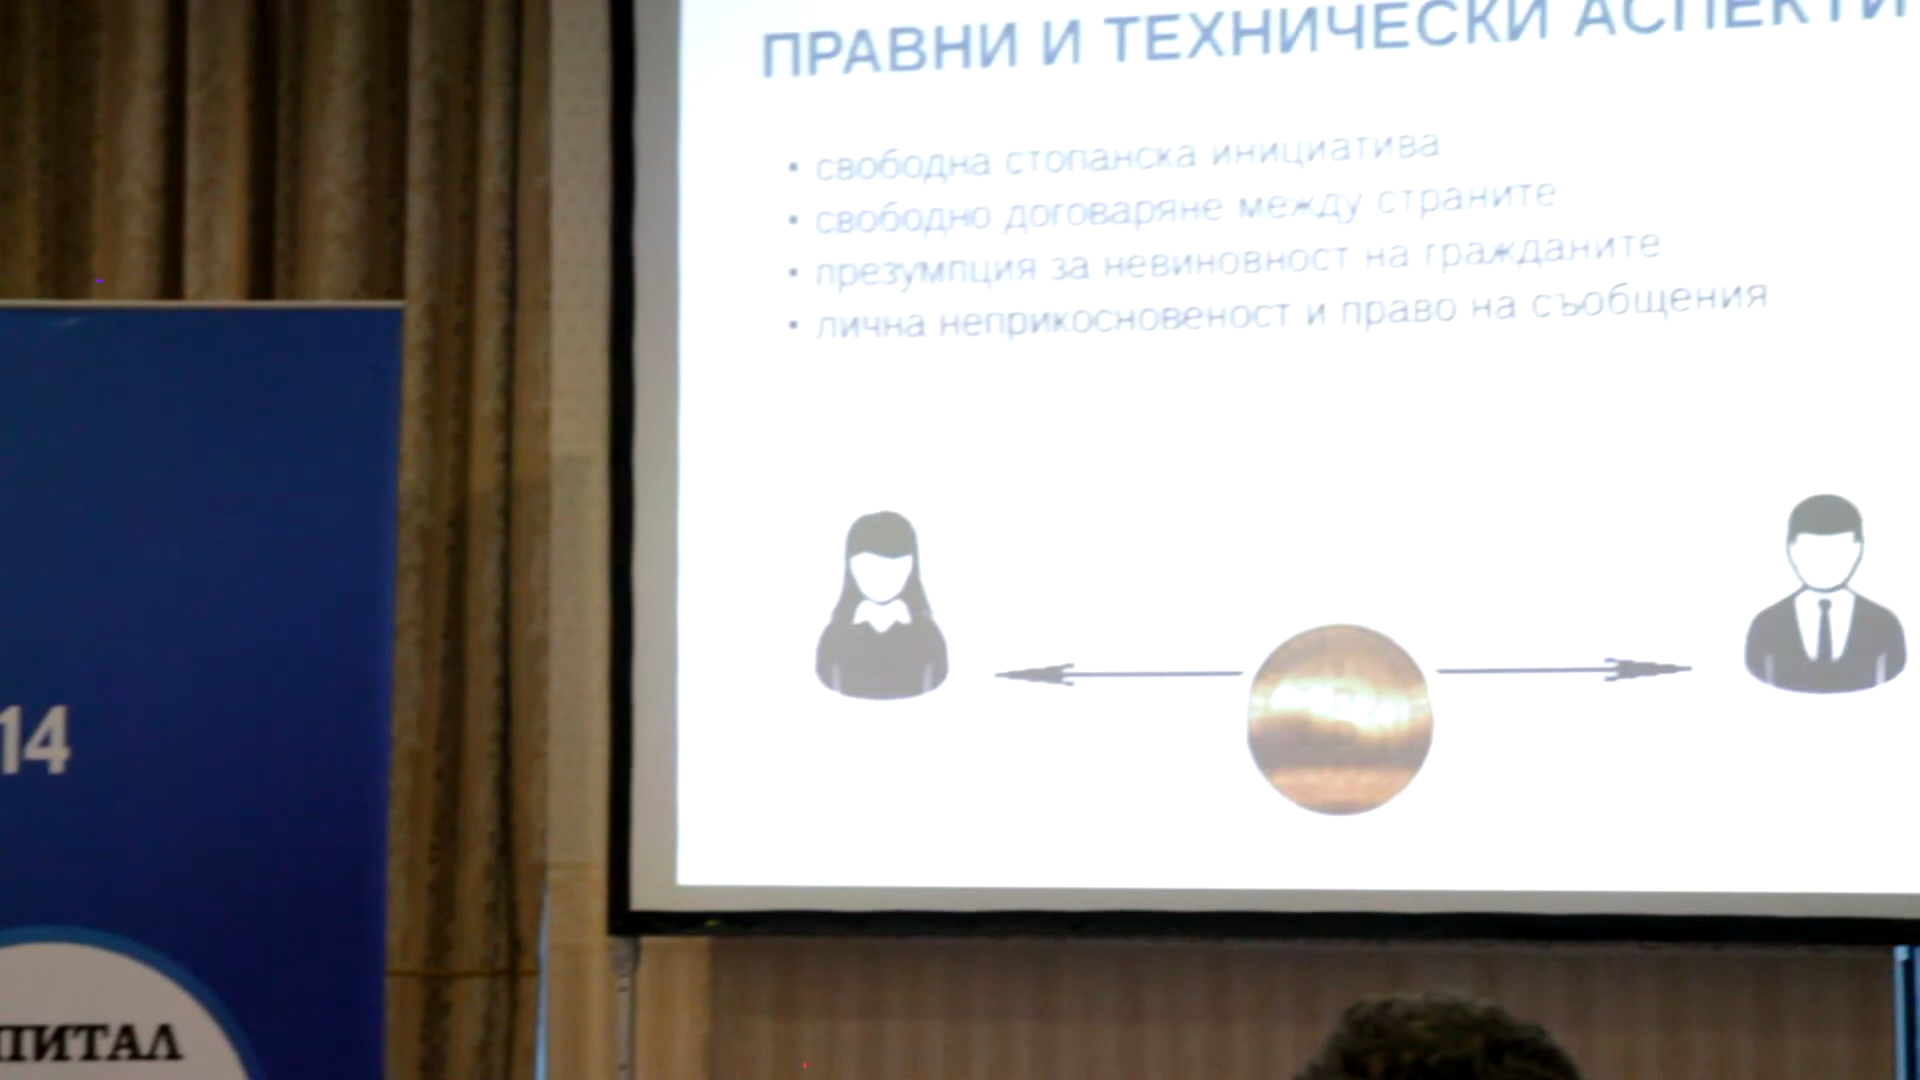 ПРАВНИ И ТЕХНИЧЕСКИ АСПЕКТИ
• свободна стопанска инициатива
• свободно договаряне между страните
• презумпция за невиновност на гражданите
• лична неприкосновеност и право на съобщения
14
ПИТАЛ